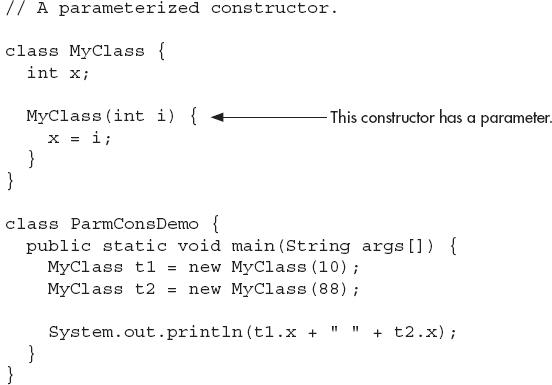 // A parameterized constructor.

class MyClass {
  int x;

  MyClass(int i) { This constructor has a parameter.
    x = i;
  }
}

class ParmConsDemo {
  public static void main(String args[]) {
    MyClass t1 = new MyClass(10);
    MyClass t2 = new MyClass(88);

    System.out.println(t1.x + " " + t2.x);
  }
}